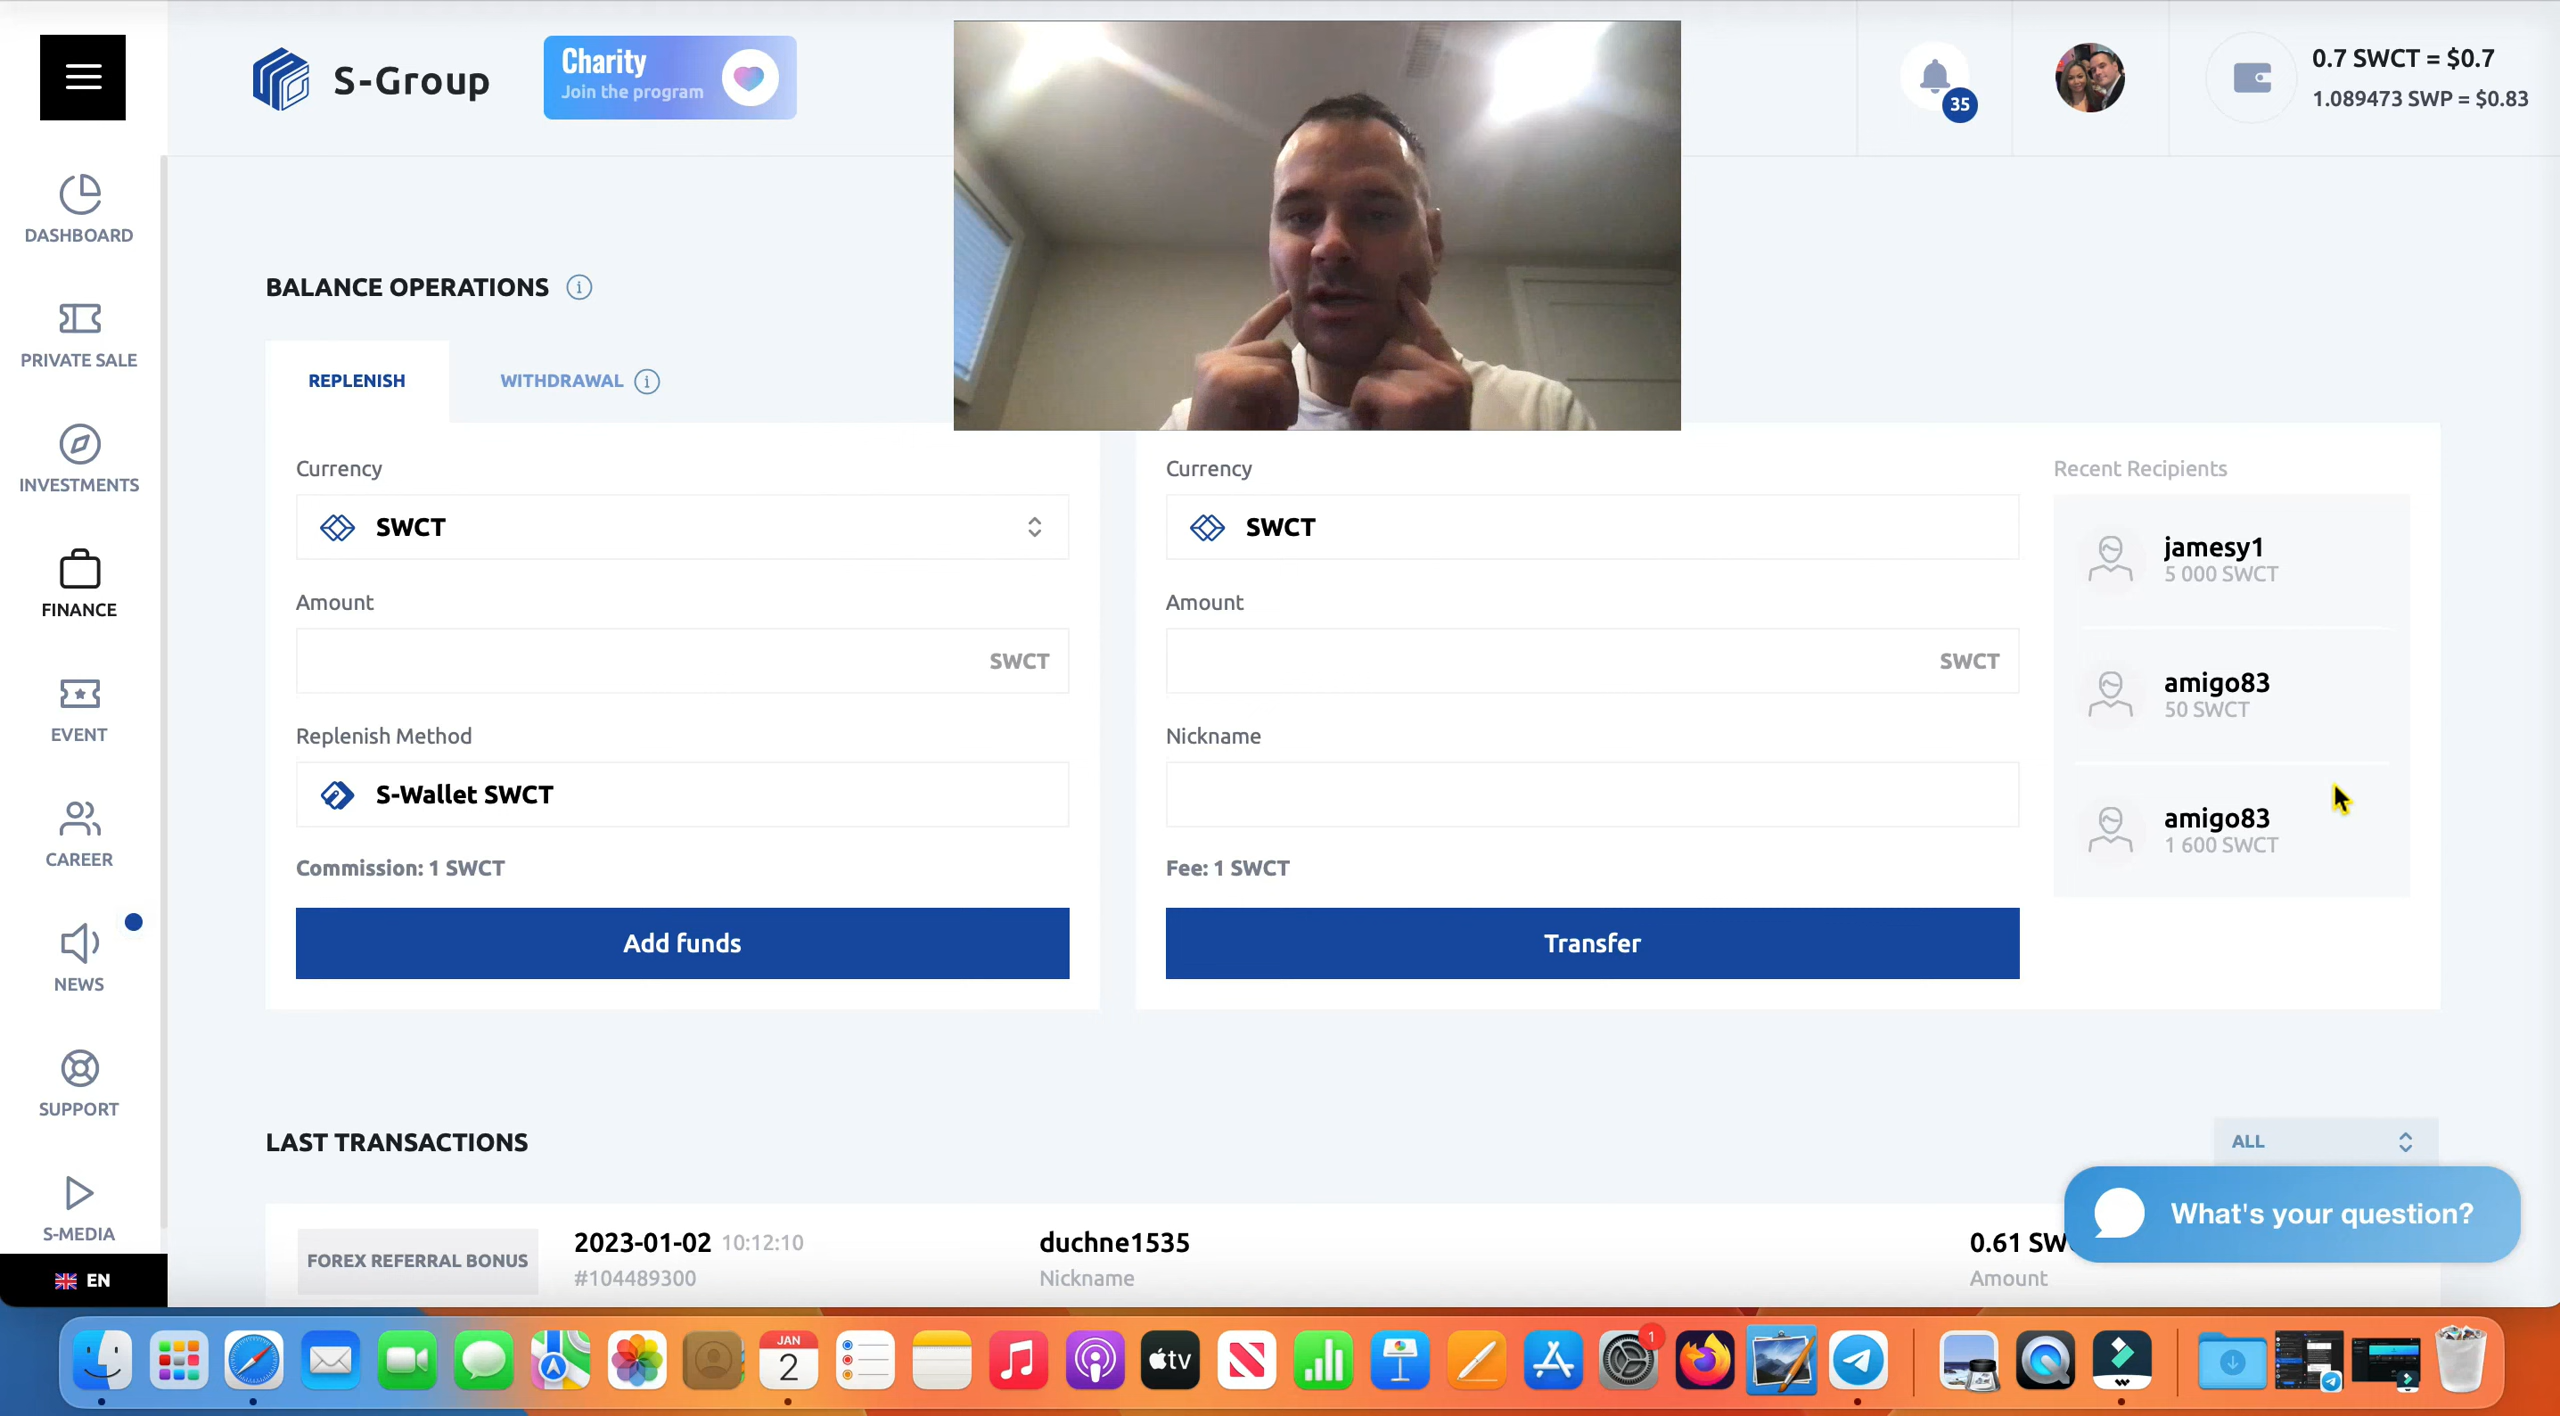 S-Group
Charity
Join the program
35
0.7 SWCT = $0.7
1.089473 SWP = $0.83
DASHBOARD
PRIVATE SALE
INVESTMENTS
FINANCE
EVENT
CAREER
NEWS
SUPPORT
S-MEDIA
EN
BALANCE OPERATIONS
REPLENISH
WITHDRAWAL
Currency
SWCT
Amount
SWCT
Replenish Method
S-Wallet SWCT
Commission: 1 SWCT
Add funds
Currency
SWCT
Amount
SWCT
Nickname
Fee: 1 SWCT
Transfer
Recent Recipients
jamesy1
5 000 SWCT
amigo83
50 SWCT
amigo83
1 600 SWCT
LAST TRANSACTIONS
ALL
FOREX REFERRAL BONUS
2023-01-02 10:12:10
#104489300
duchne1535
Nickname
0.61 SW
Amount
What's your question?
JAN
2
tv
1